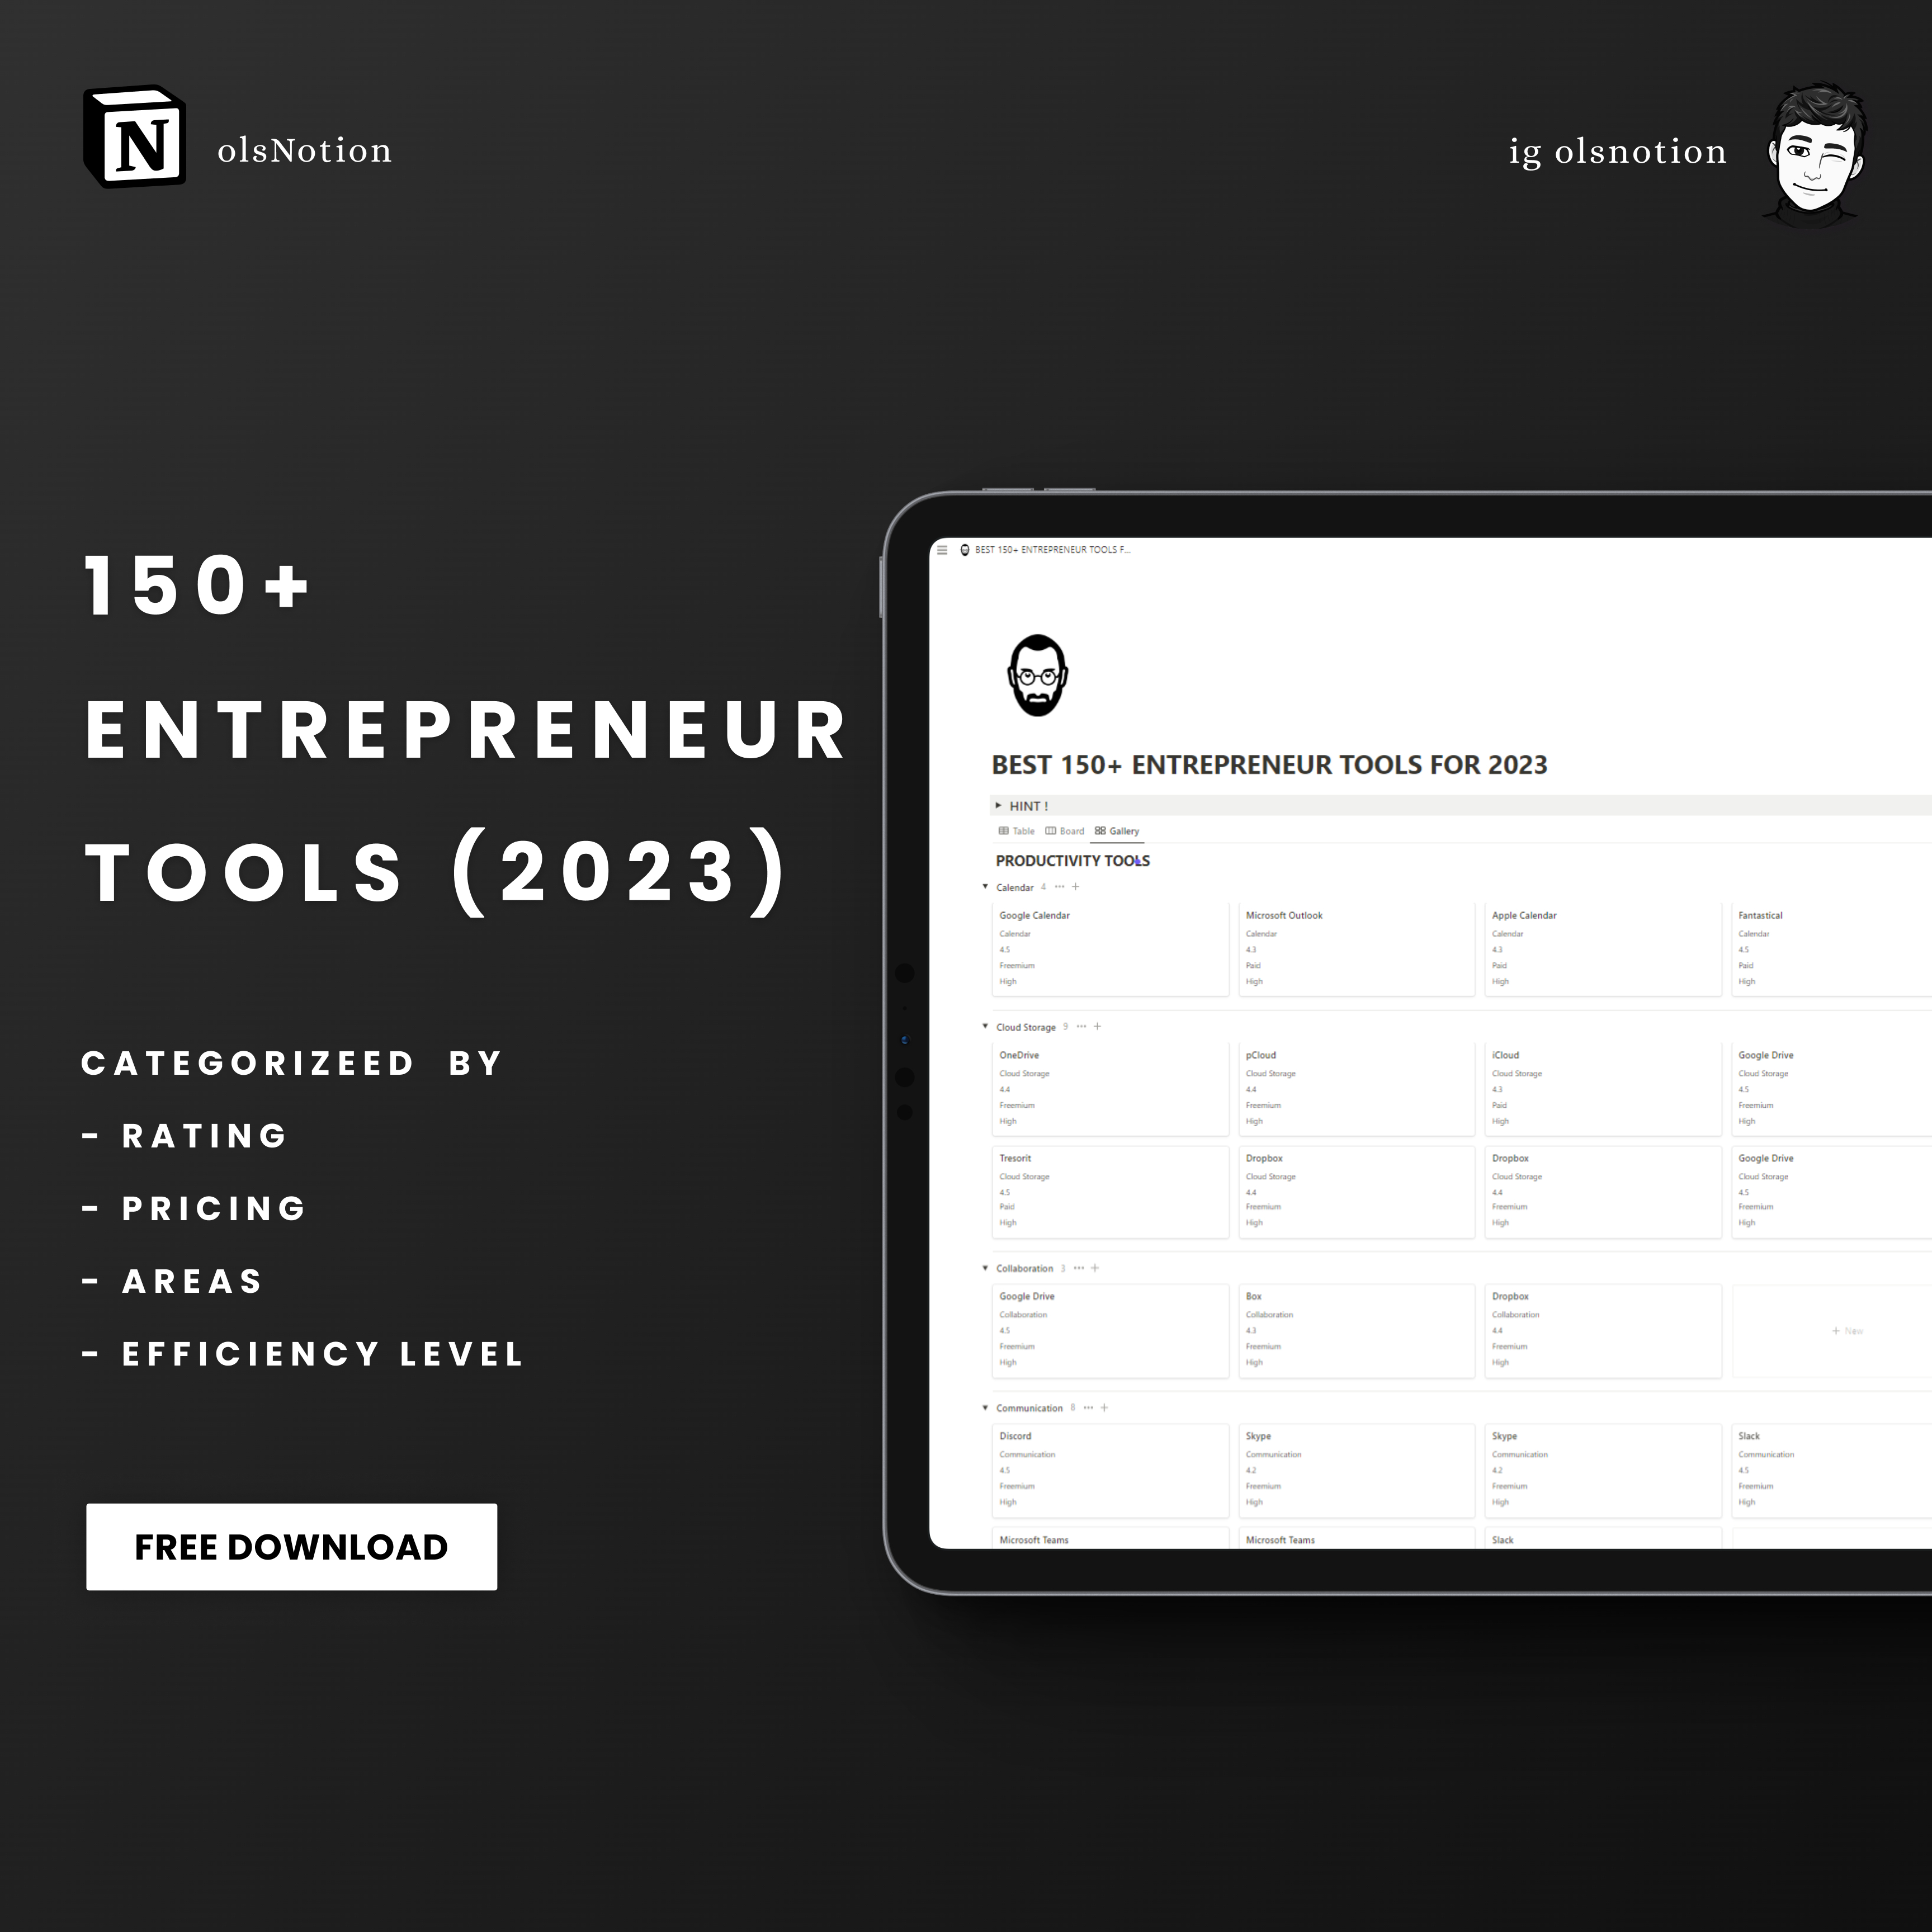 N
olsNotion
ig olsnotion
150+
ENTREPRENEUR
TOOLS (2023)
CATEGORIZEED BY
- RATING
- PRICING
- AREAS
- EFFICIENCY LEVEL
FREE DOWNLOAD
BEST 150+ ENTREPRENEUR TOOLS F...
BEST 150+ ENTREPRENEUR TOOLS FOR 2023
HINT !
Table Board Gallery
PRODUCTIVITY TOOLS
Calendar 4 ••• +
Google Calendar Microsoft Outlook Apple Calendar Fantastical
Calendar Calendar Calendar Calendar
4.5 4.3 4.3 4.5
Freemium Paid Paid Paid
High High High High
Cloud Storage 9 ••• +
OneDrive pCloud iCloud Google Drive
Cloud Storage Cloud Storage Cloud Storage Cloud Storage
4.4 4.4 4.3 4.5
Freemium Freemium Paid Freemium
High High High High
Tresorit Dropbox Dropbox Google Drive
Cloud Storage Cloud Storage Cloud Storage Cloud Storage
4.5 4.4 4.4 4.5
Paid Freemium Freemium Freemium
High High High High
Collaboration 3 ••• +
Google Drive Box Dropbox
Collaboration Collaboration Collaboration
4.5 4.3 4.4
+ New
Freemium Freemium Freemium
High High High
Communication 8 ••• +
Discord Skype Skype Slack
Communication Communication Communication Communication
4.5 4.2 4.2 4.5
Freemium Freemium Freemium Freemium
High High High High
Microsoft Teams Microsoft Teams Slack